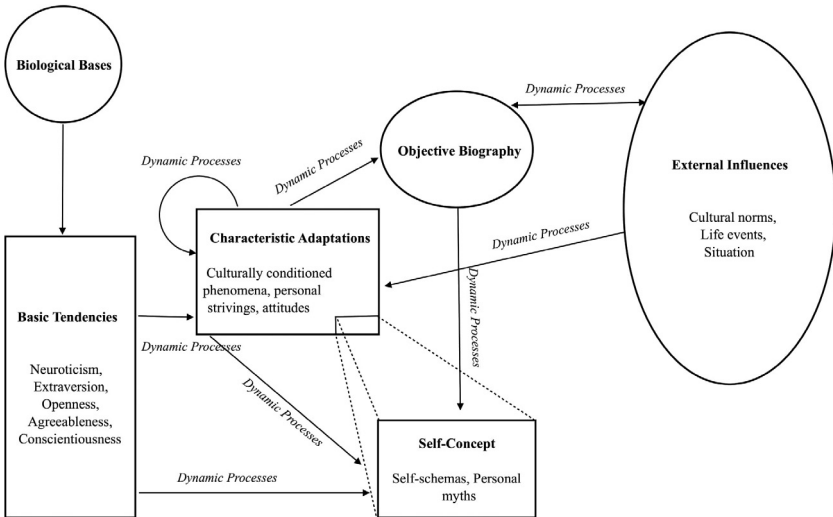 Biological Bases
Dynamic Processes
Dynamic Processes
Dynamic Processes
Objective Biography
External Influences
Cultural norms,
Life events,
Situation
Dynamic Processes
Characteristic Adaptations
Culturally conditioned
phenomena, personal
strivings, attitudes
Dynamic Processes
Basic Tendencies
Neuroticism,
Extraversion,
Openness,
Agreeableness,
Conscientiousness
Dynamic Processes
Dynamic Processes
Dynamic Processes
Self-Concept
Self-schemas, Personal
myths